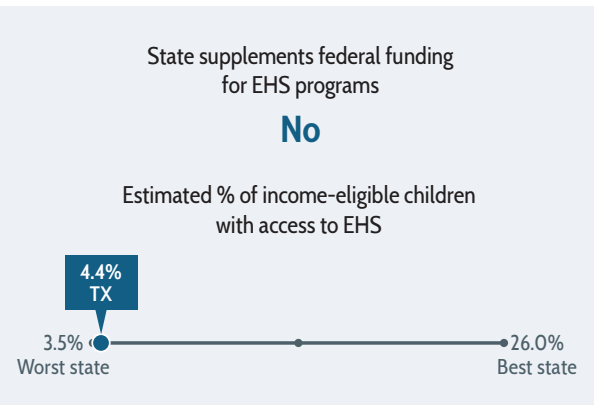 State supplements federal funding
for EHS programs
No
Estimated % of income-eligible children
with access to EHS
4.4%
TX
3.5%
26.0%
Worst state
Best state